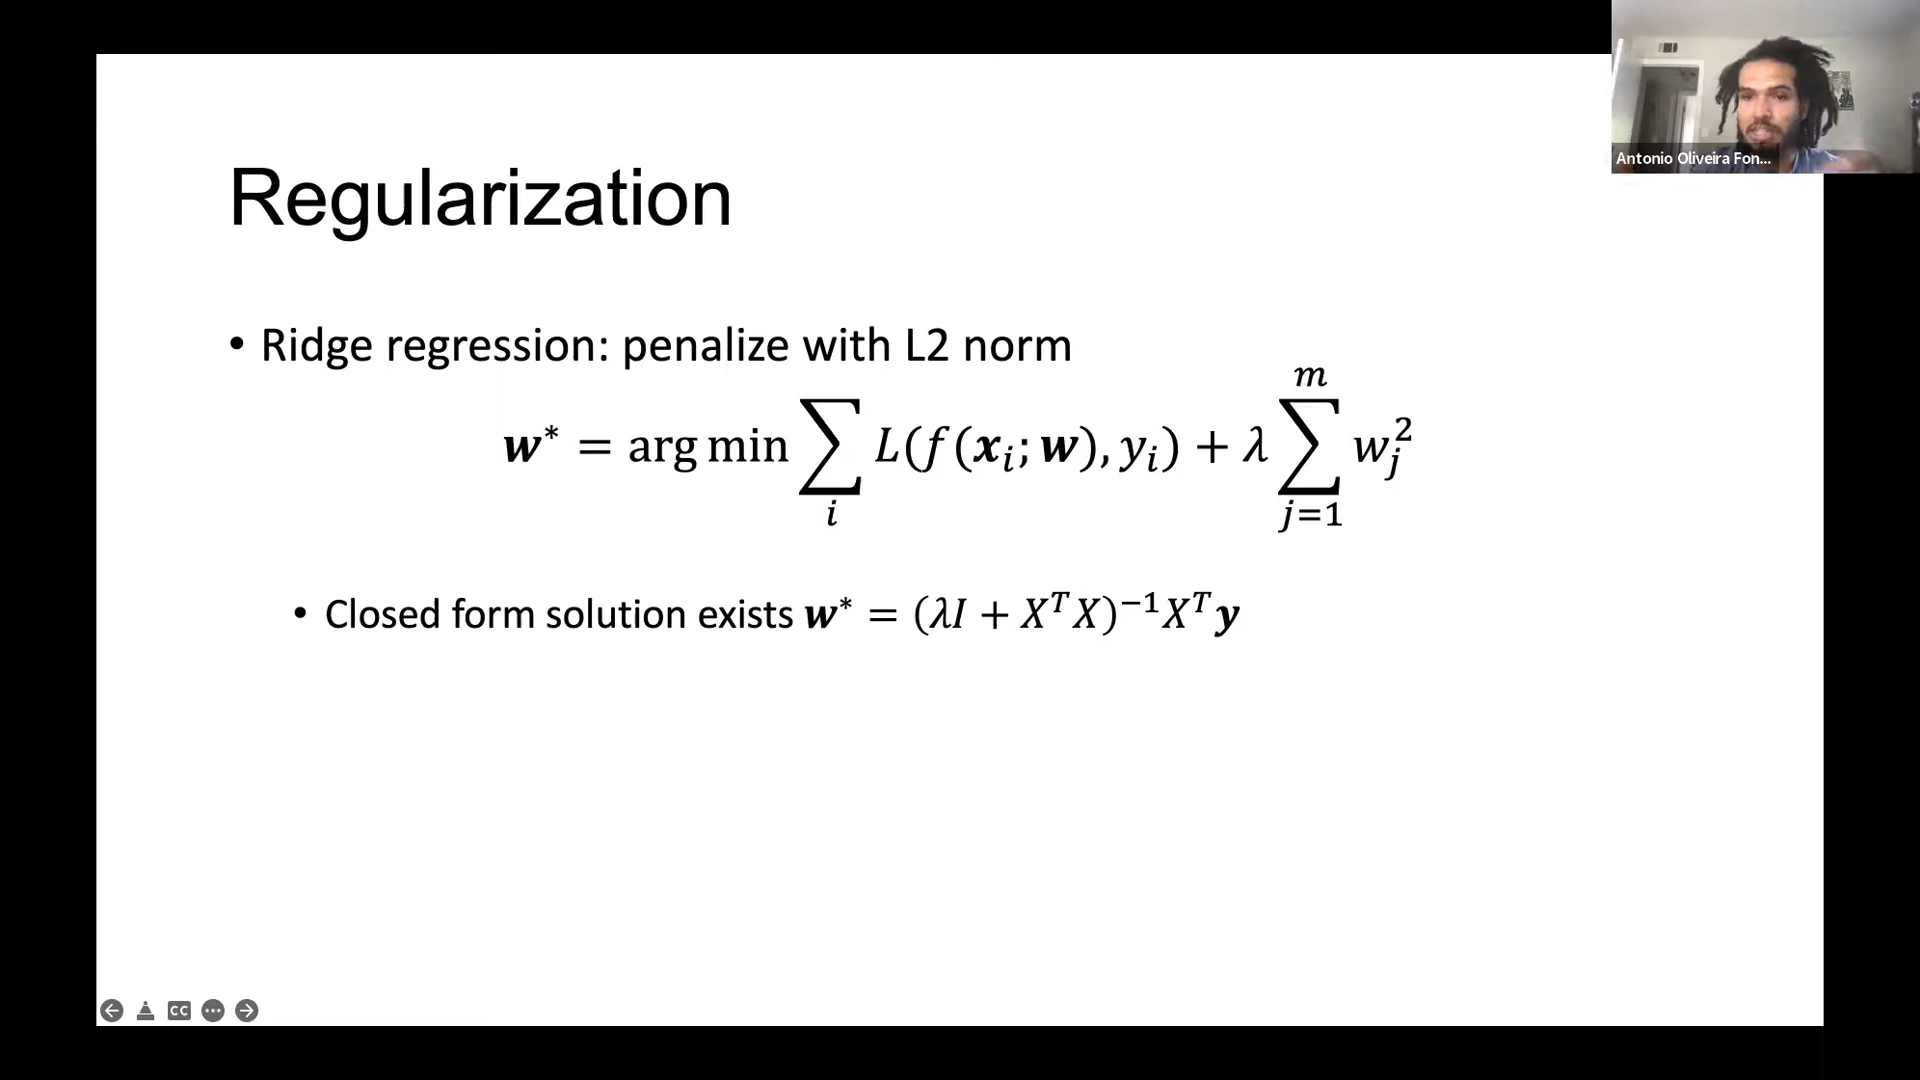 Antonio Oliveira Fon...
Regularization
• Ridge regression: penalize with L2 norm
𝒘* = arg min ∑_i L(f(𝒙_i; 𝒘), y_i) + λ ∑_{j=1}^{m} w_j^2
• Closed form solution exists 𝒘* = (λI + X^T X)^{−1} X^T 𝒚
CC